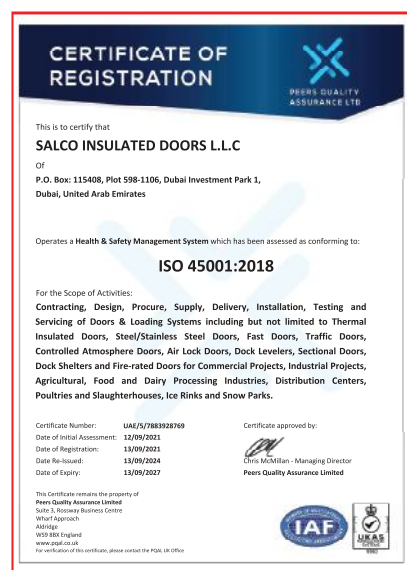 CERTIFICATE OF
REGISTRATION
PEERS QUALITY
ASSURANCE LTD
This is to certify that
SALCO INSULATED DOORS L.L.C
Of
P.O. Box: 115408, Plot 598-1106, Dubai Investment Park 1,
Dubai, United Arab Emirates
Operates a Health & Safety Management System which has been assessed as conforming to:
ISO 45001:2018
For the Scope of Activities:
Contracting, Design, Procure, Supply, Delivery, Installation, Testing and
Servicing of Doors & Loading Systems including but not limited to Thermal
Insulated Doors, Steel/Stainless Steel Doors, Fast Doors, Traffic Doors,
Controlled Atmosphere Doors, Air Lock Doors, Dock Levelers, Sectional Doors,
Dock Shelters and Fire-rated Doors for Commercial Projects, Industrial Projects,
Agricultural, Food and Dairy Processing Industries, Distribution Centers,
Poultries and Slaughterhouses, Ice Rinks and Snow Parks.
Certificate Number: UAE/S/7883928769
Date of Initial Assessment: 12/09/2021
Date of Registration: 13/09/2021
Date Re-Issued: 13/09/2024
Date of Expiry: 13/09/2027
Certificate approved by:
Chris McMillan - Managing Director
Peers Quality Assurance Limited
This Certificate remains the property of
Peers Quality Assurance Limited
Suite 3, Rossway Business Centre
Wharf Approach
Aldridge
WS9 8BX England
www.pqal.co.uk
For verification of this certificate, please contact the PQAL UK Office
IAF
UKAS